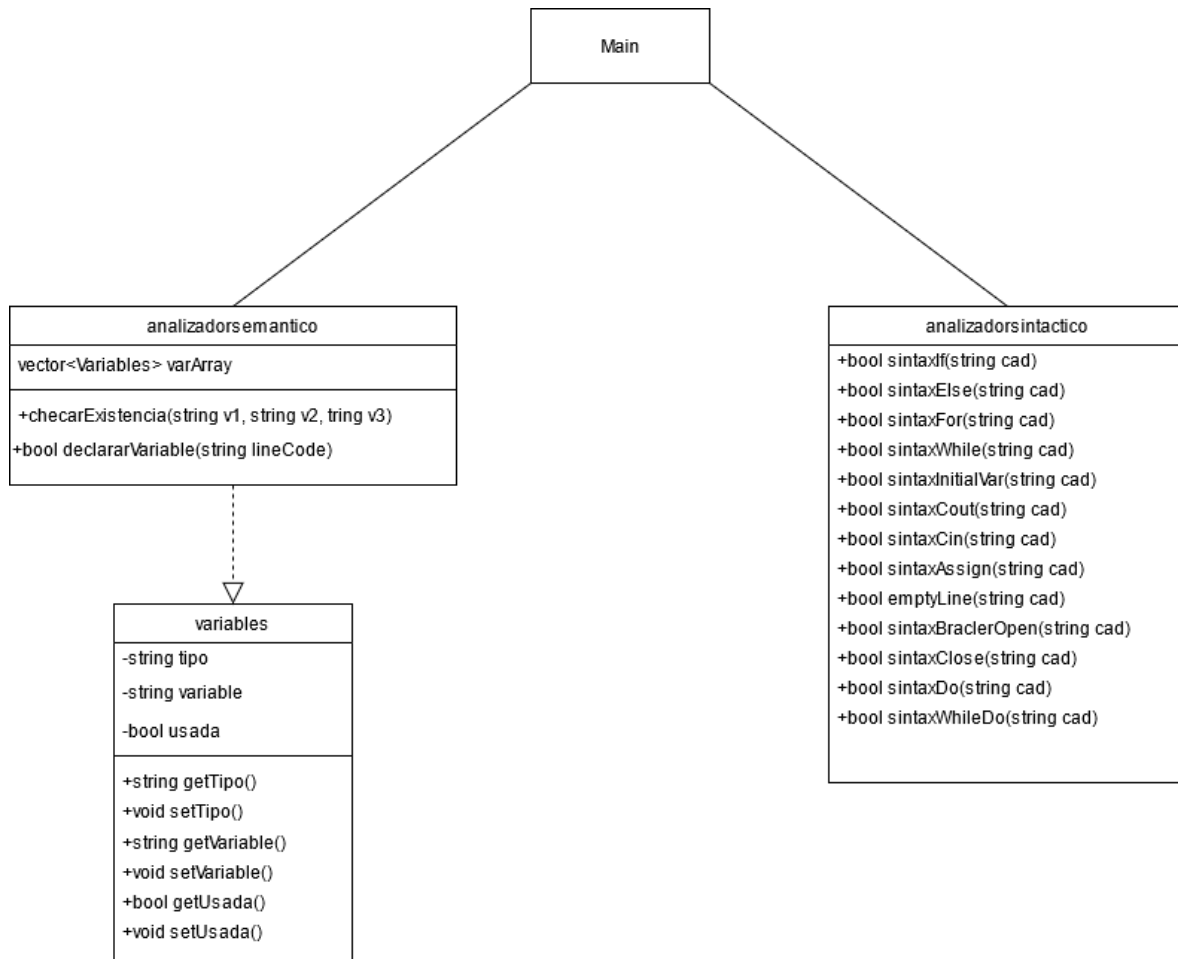 Main
analizadorsemantico
vector<Variables> varArray
+checarExistencia(string v1, string v2, tring v3)
+bool declararVariable(string lineCode)
variables
-string tipo
-string variable
-bool usada
+string getTipo()
+void setTipo()
+string getVariable()
+void setVariable()
+bool getUsada()
+void setUsada()
analizadorsintactico
+bool sintaxIf(string cad)
+bool sintaxElse(string cad)
+bool sintaxFor(string cad)
+bool sintaxWhile(string cad)
+bool sintaxInitialVar(string cad)
+bool sintaxCout(string cad)
+bool sintaxCin(string cad)
+bool sintaxAssign(string cad)
+bool emptyLine(string cad)
+bool sintaxBraclerOpen(string cad)
+bool sintaxClose(string cad)
+bool sintaxDo(string cad)
+bool sintaxWhileDo(string cad)